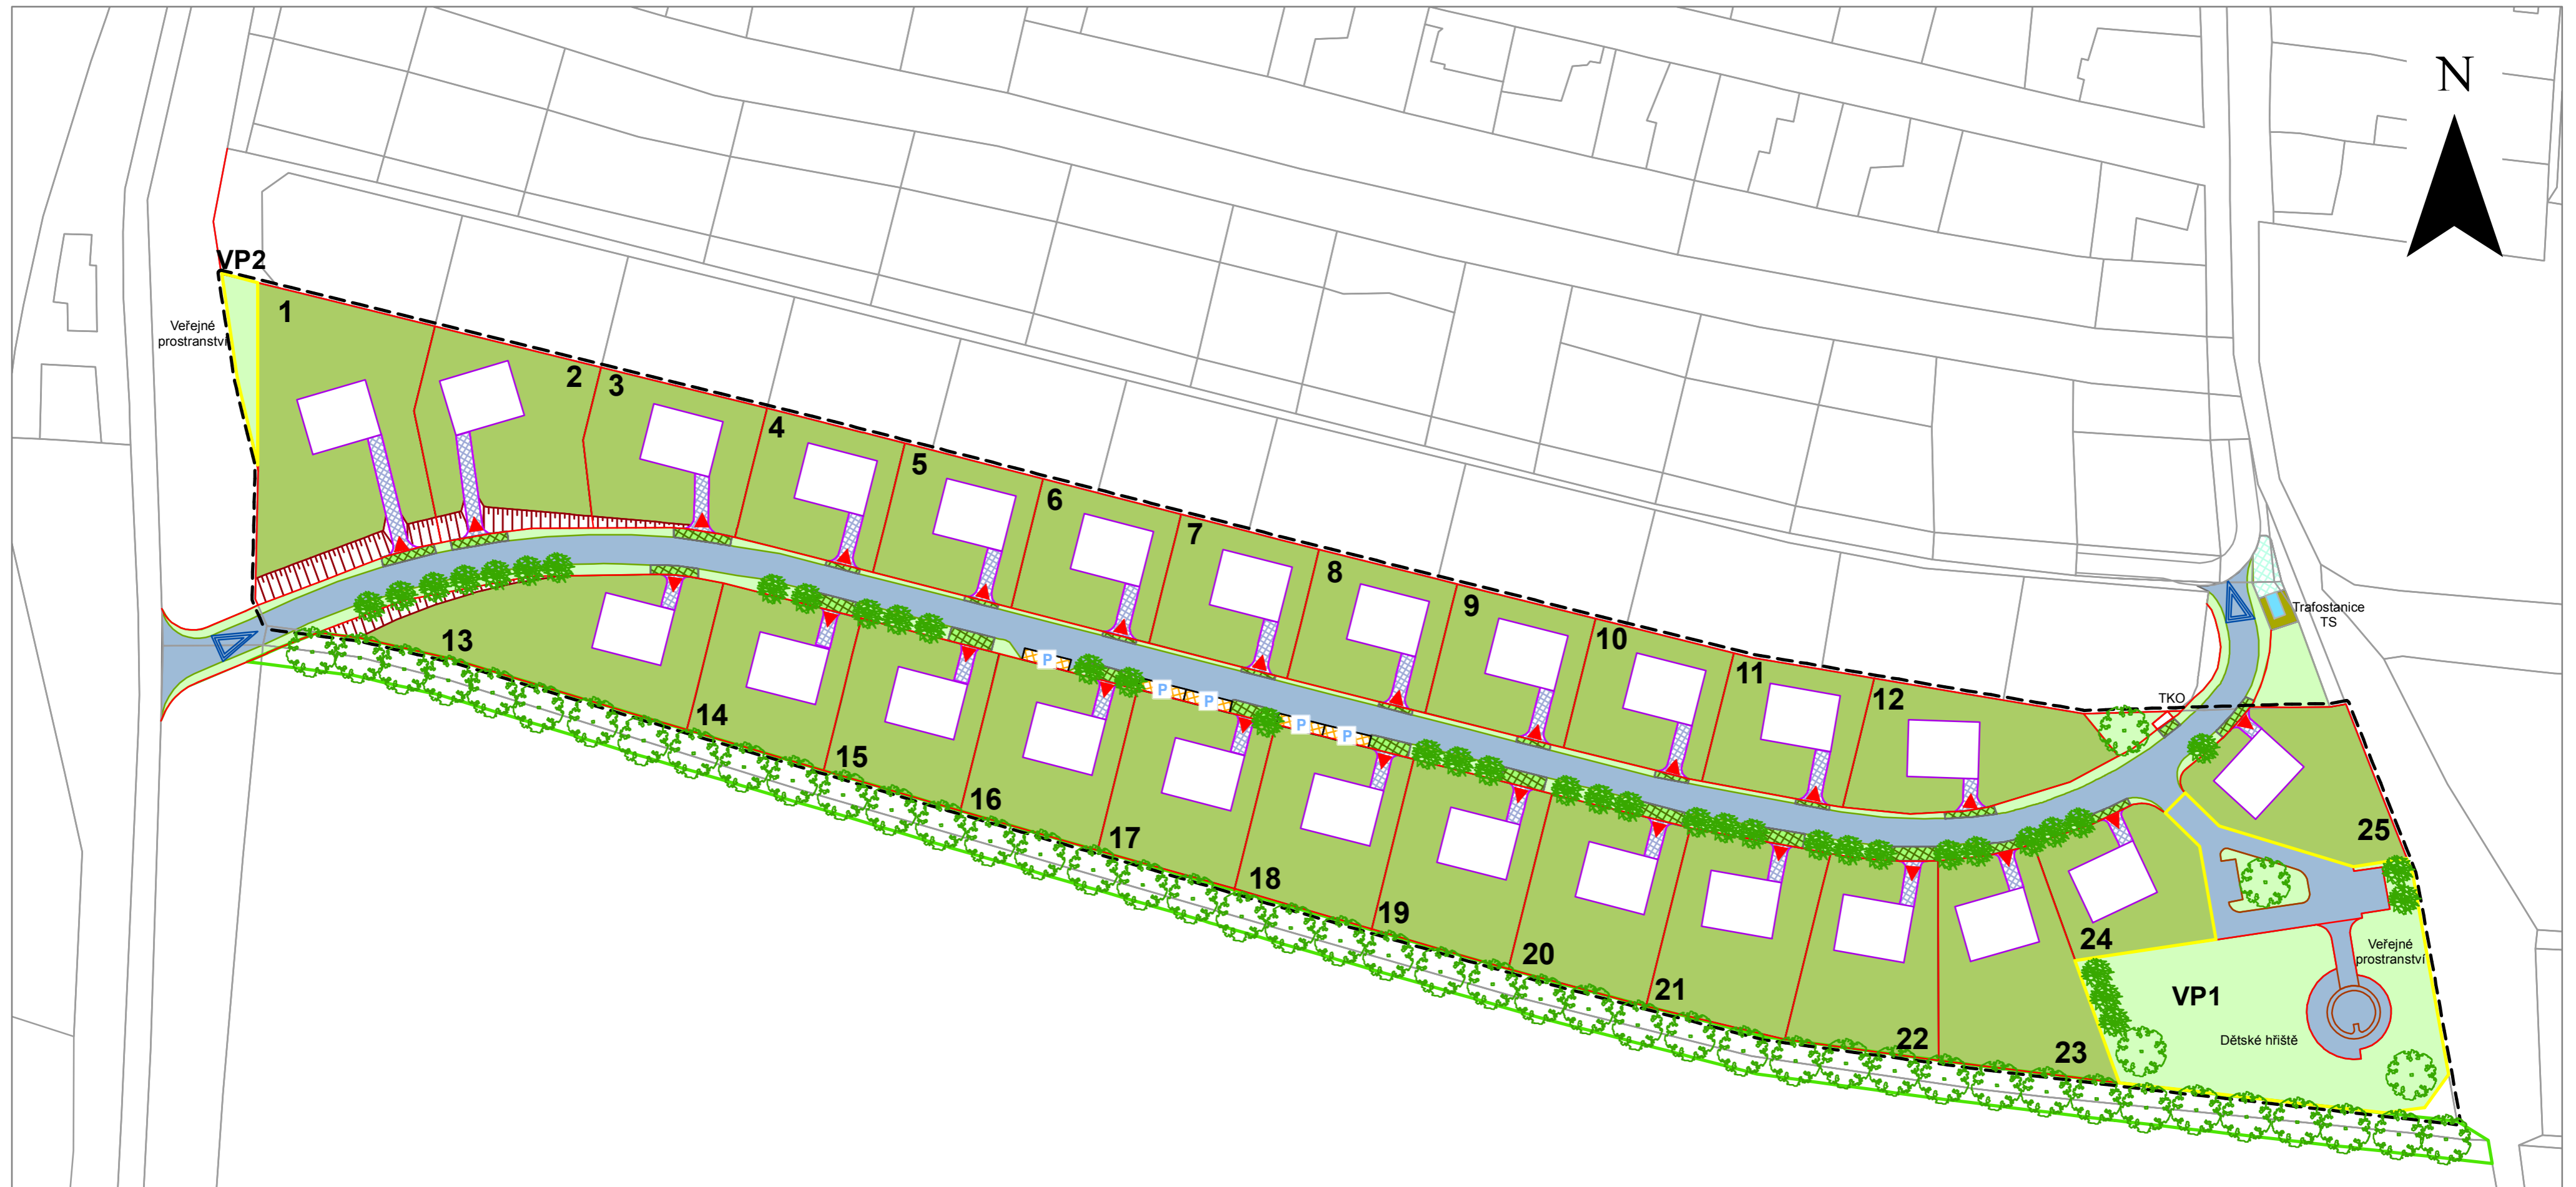 N
VP2
1
Veřejné
prostranství
2
3
4
5
6
7
8
9
10
11
12
TKO
Trafostanice
TS
13
14
15
16
17
18
19
20
21
22
23
24
25
P
P
P
P
P
Veřejné
prostranství
VP1
Dětské hřiště